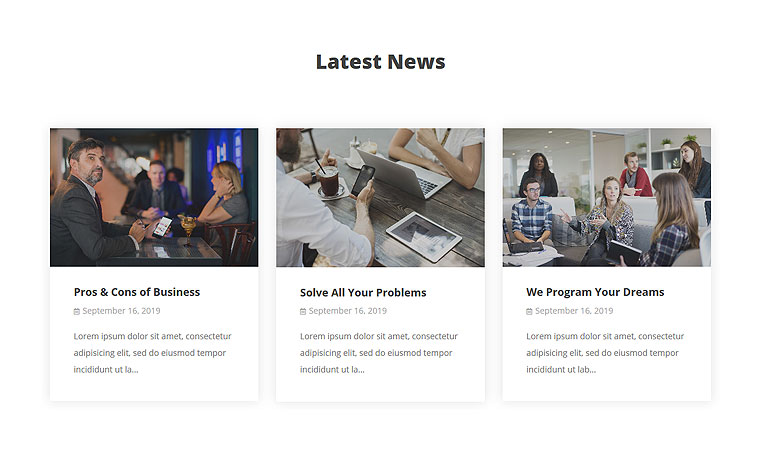 Latest News
Pros & Cons of Business
September 16, 2019
Lorem ipsum dolor sit amet, consectetur
adipisicing elit, sed do eiusmod tempor
incididunt ut la...
Solve All Your Problems
September 16, 2019
Lorem ipsum dolor sit amet, consectetur
adipisicing elit, sed do eiusmod tempor
incididunt ut la...
We Program Your Dreams
September 16, 2019
Lorem ipsum dolor sit amet, consectetur
adipisicing elit, sed do eiusmod tempor
incididunt ut lab...